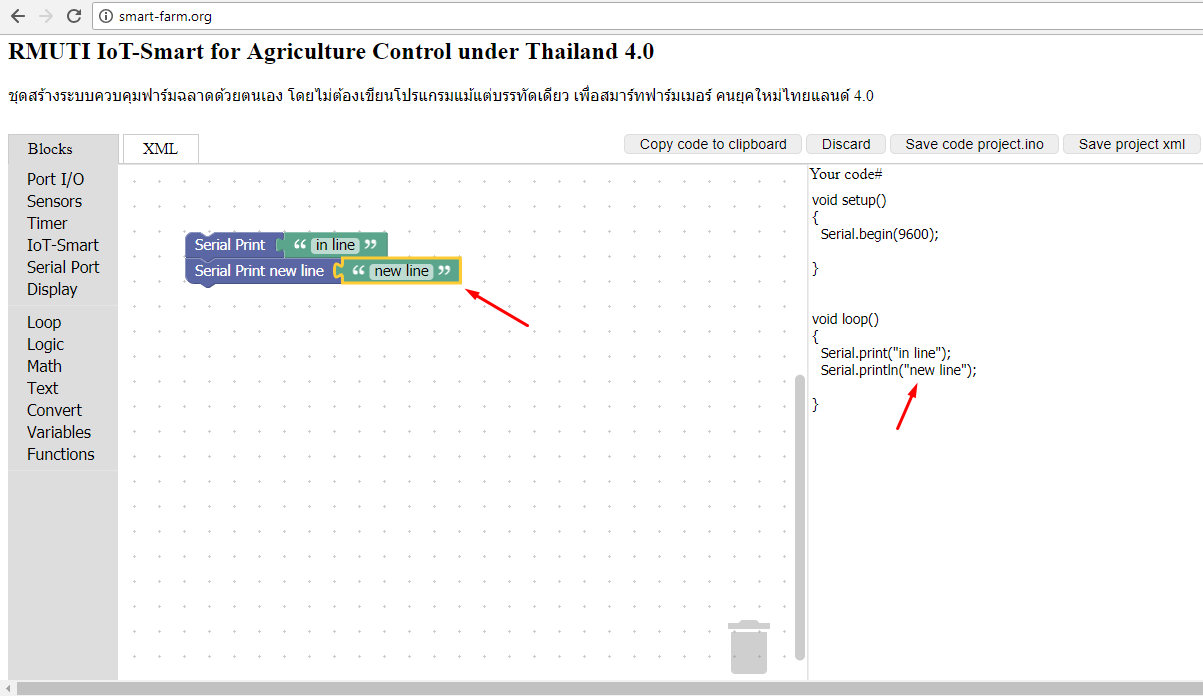 smart-farm.org
RMUTI IoT-Smart for Agriculture Control under Thailand 4.0
ชุดสร้างระบบควบคุมฟาร์มฉลาดด้วยตนเอง โดยไม่ต้องเขียนโปรแกรมแม้แต่บรรทัดเดียว เพื่อสมาร์ทฟาร์มเมอร์ คนยุคใหม่ไทยแลนด์ 4.0
Blocks
XML
Copy code to clipboard
Discard
Save code project.ino
Save project xml
Port I/O
Sensors
Timer
IoT-Smart
Serial Port
Display
Loop
Logic
Math
Text
Convert
Variables
Functions
Serial Print “ in line ”
Serial Print new line “ new line ”
Your code#
void setup()
{
Serial.begin(9600);
}
void loop()
{
Serial.print("in line");
Serial.println("new line");
}